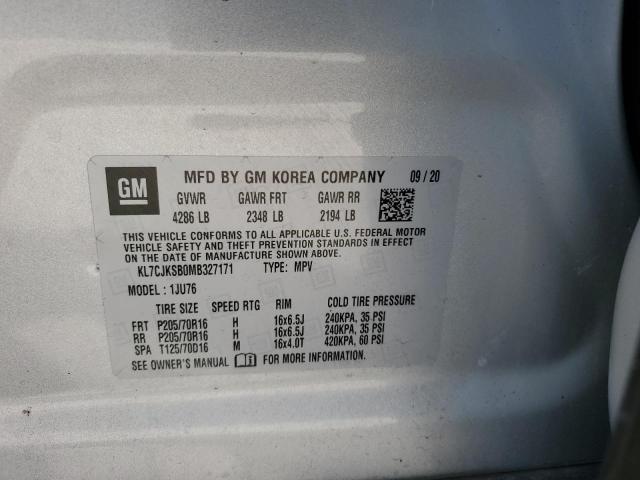 GM
MFD BY GM KOREA COMPANY 09/20
GVWR GAWR FRT GAWR RR
4286 LB 2348 LB 2194 LB
THIS VEHICLE CONFORMS TO ALL APPLICABLE U.S. FEDERAL MOTOR
VEHICLE SAFETY AND THEFT PREVENTION STANDARDS IN EFFECT
ON THE DATE OF MANUFACTURE SHOWN ABOVE.
KL7CJKSB0MB327171 TYPE: MPV
MODEL: 1JU76
TIRE SIZE SPEED RTG RIM COLD TIRE PRESSURE
FRT P205/70R16 H 16x6.5J 240KPA, 35 PSI
RR P205/70R16 H 16x6.5J 240KPA, 35 PSI
SPA T125/70D16 M 16x4.0T 420KPA, 60 PSI
SEE OWNER'S MANUAL FOR MORE INFORMATION.